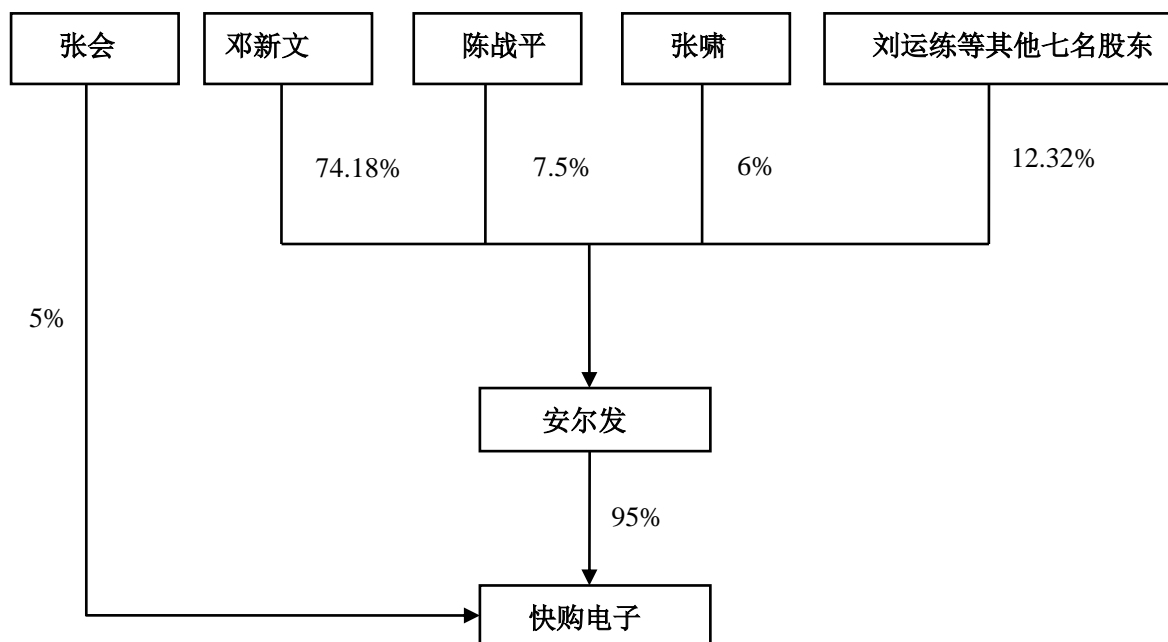 张会
邓新文
陈战平
张啸
刘运练等其他七名股东
74.18%
7.5%
6%
12.32%
5%
安尔发
95%
快购电子